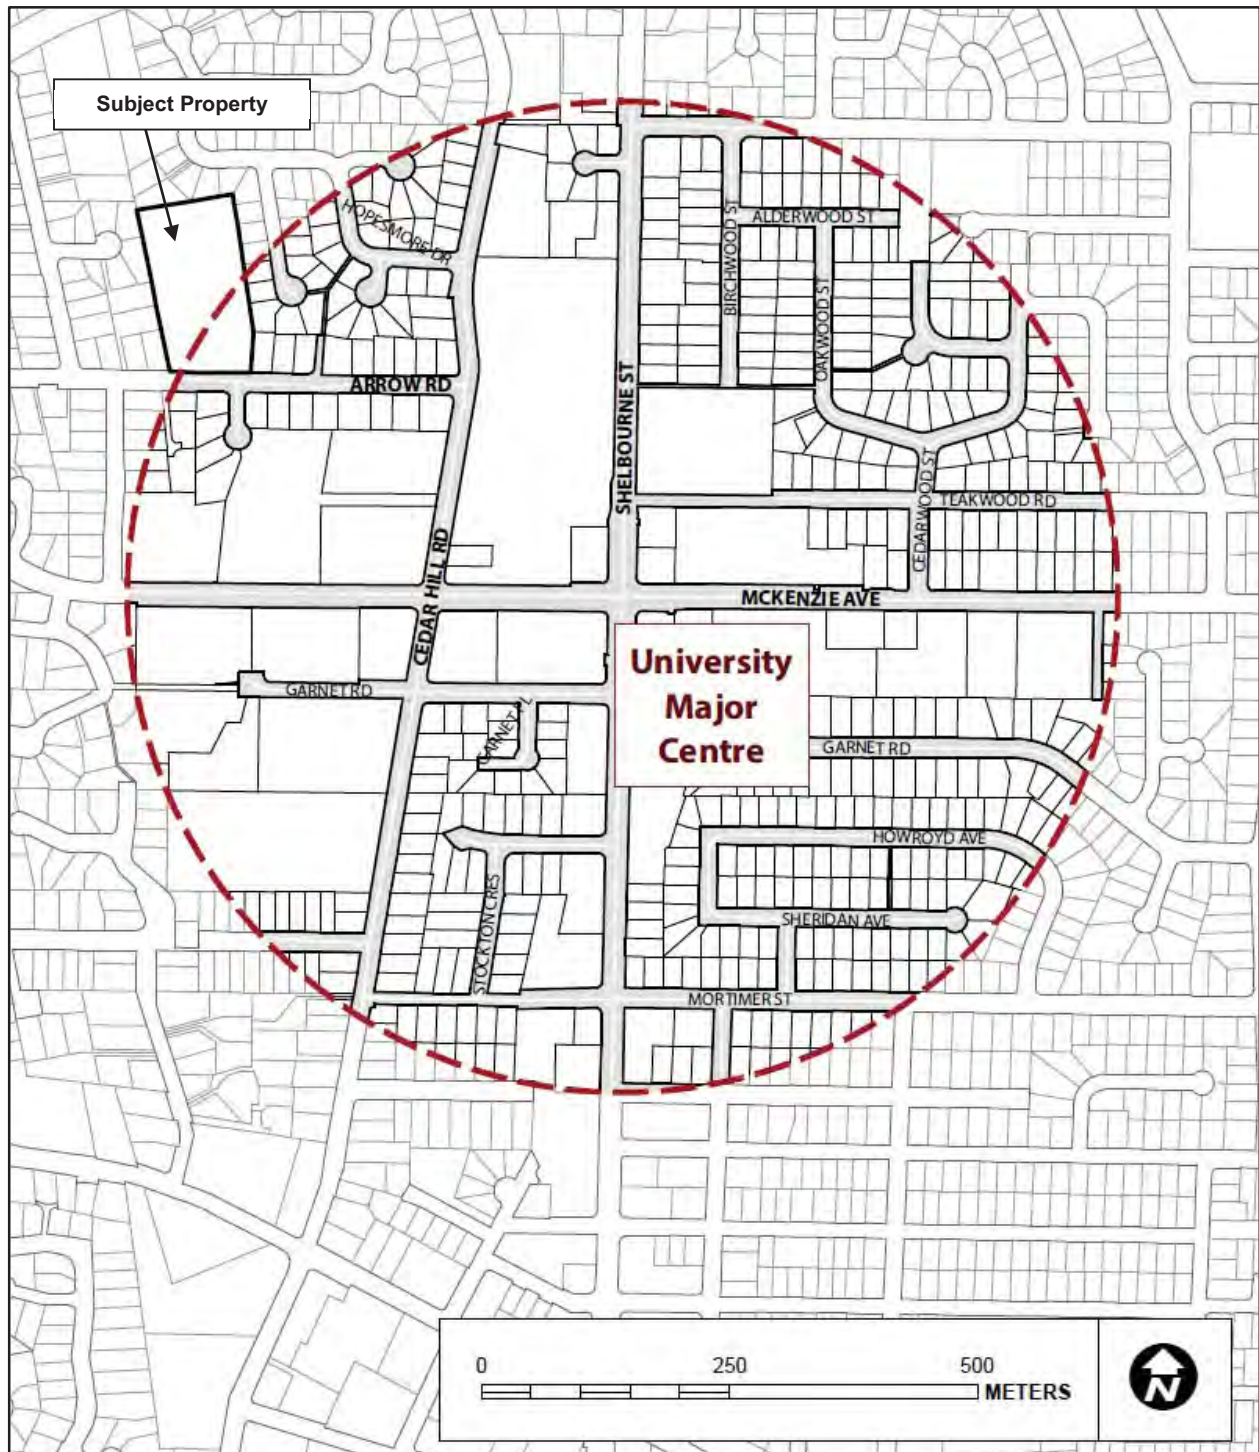 Subject Property
HOPESMORE DR
ALDERWOOD ST
BIRCHWOOD ST
OAKWOOD ST
ARROW RD
SHELBOURNE ST
CEDARWOOD ST
TEAKWOOD RD
CEDAR HILL RD
MCKENZIE AVE
University
Major
Centre
GARNET RD
GARNET PL
GARNET RD
HOWROYD AVE
STOCKTON CRES
SHERIDAN AVE
MORTIMER ST
0 250 500
METERS
N